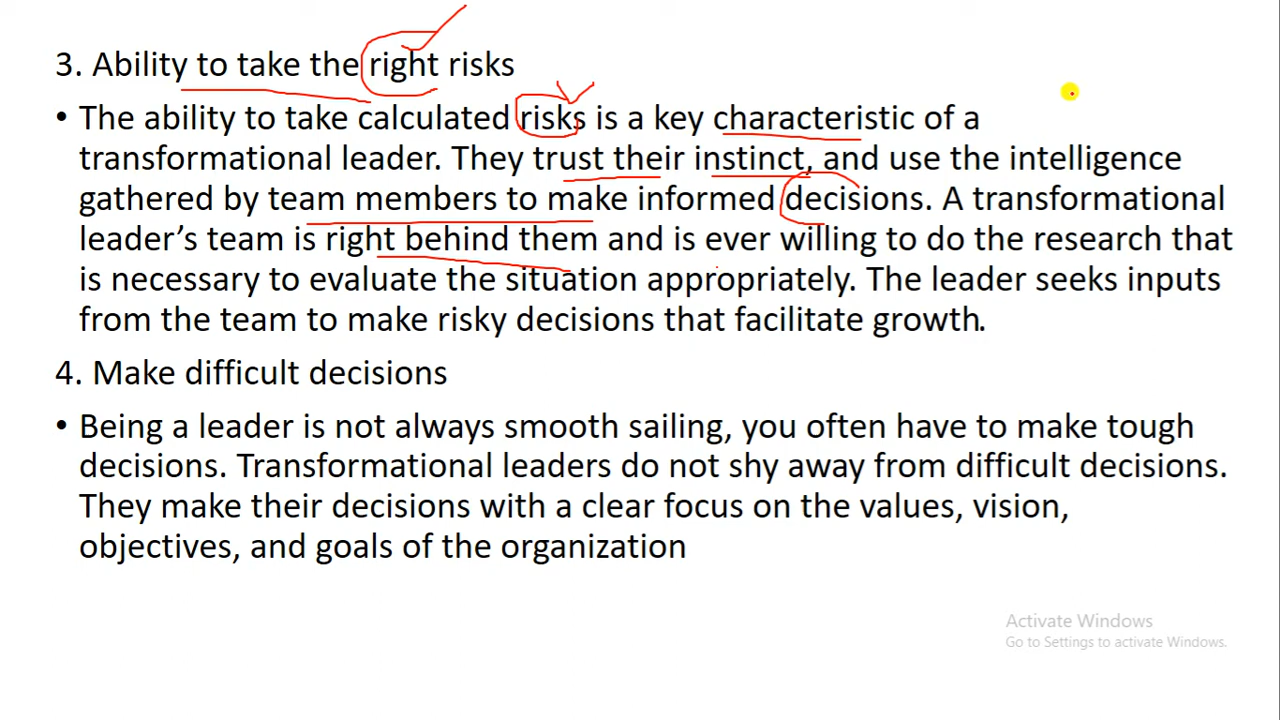 3. Ability to take the right risks
• The ability to take calculated risks is a key characteristic of a
transformational leader. They trust their instinct, and use the intelligence
gathered by team members to make informed decisions. A transformational
leader’s team is right behind them and is ever willing to do the research that
is necessary to evaluate the situation appropriately. The leader seeks inputs
from the team to make risky decisions that facilitate growth.
4. Make difficult decisions
• Being a leader is not always smooth sailing, you often have to make tough
decisions. Transformational leaders do not shy away from difficult decisions.
They make their decisions with a clear focus on the values, vision,
objectives, and goals of the organization
Activate Windows
Go to Settings to activate Windows.